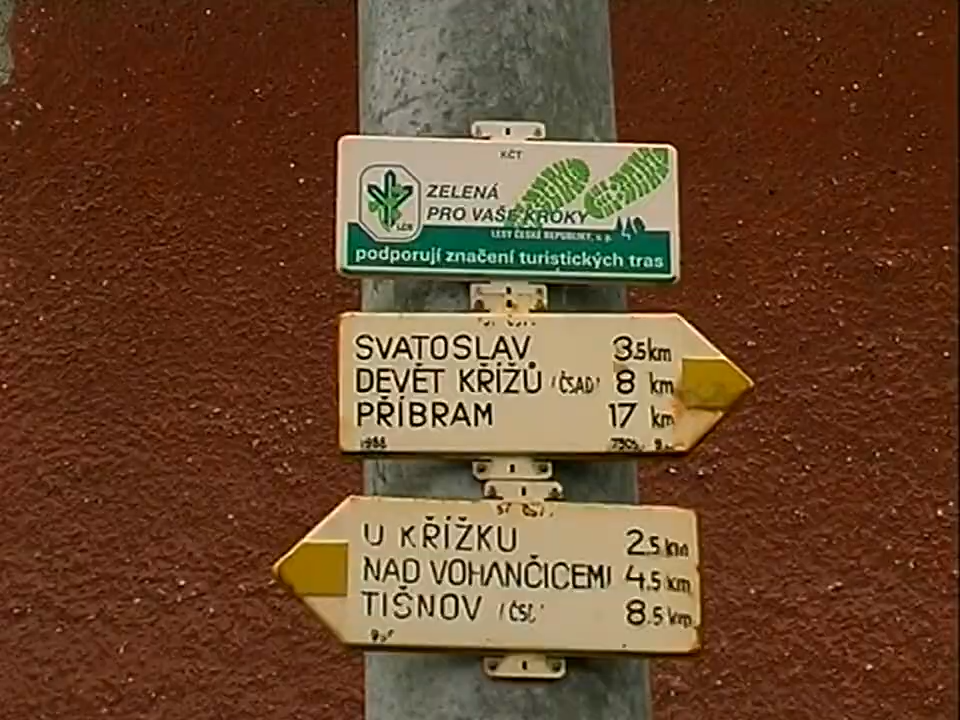 KČT
ZELENÁ
PRO VAŠE KROKY
LČR
LESY ČESKÉ REPUBLIKY, s. p.
podporují značení turistických tras
SVATOSLAV 3.5 km
DEVĚT KŘÍŽŮ (ČSAD) 8 km
PŘÍBRAM 17 km
1988
U KŘÍŽKU 2.5 km
NAD VOHANČICEMI 4.5 km
TIŠNOV (ČSD) 8.5 km